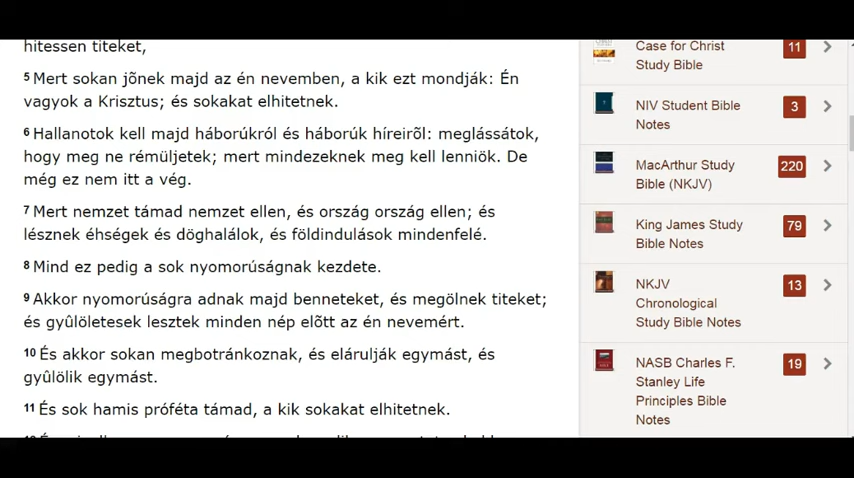 hitessen titeket,
5 Mert sokan jõnek majd az én nevemben, a kik ezt mondják: Én
vagyok a Krisztus; és sokakat elhitetnek.
6 Hallanotok kell majd háborúkról és háborúk híreirõl: meglássátok,
hogy meg ne rémüljetek; mert mindezeknek meg kell lenniök. De
még ez nem itt a vég.
7 Mert nemzet támad nemzet ellen, és ország ország ellen; és
lésznek éhségek és döghalálok, és földindulások mindenfelé.
8 Mind ez pedig a sok nyomorúságnak kezdete.
9 Akkor nyomorúságra adnak majd benneteket, és megölnek titeket;
és gyûlöletesek lesztek minden nép elõtt az én nevemért.
10 És akkor sokan megbotránkoznak, és elárulják egymást, és
gyûlölik egymást.
11 És sok hamis próféta támad, a kik sokakat elhitetnek.
Case for Christ
Study Bible
11
NIV Student Bible
Notes
3
MacArthur Study
Bible (NKJV)
220
King James Study
Bible Notes
79
NKJV
Chronological
Study Bible Notes
13
NASB Charles F.
Stanley Life
Principles Bible
Notes
19